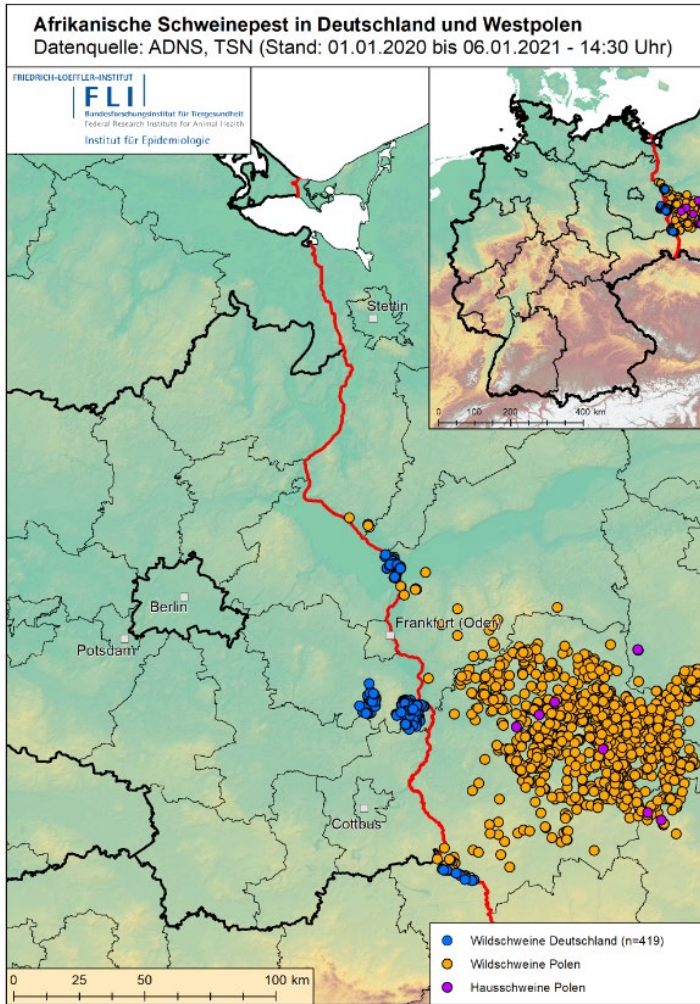 Afrikanische Schweinepest in Deutschland und Westpolen
Datenquelle: ADNS, TSN (Stand: 01.01.2020 bis 06.01.2021 - 14:30 Uhr)
FRIEDRICH-LOEFFLER-INSTITUT
FLI
Bundesforschungsinstitut für Tiergesundheit
Federal Research Institute for Animal Health
Institut für Epidemiologie
0 100 200 400 km
Stettin
Berlin
Potsdam
Frankfurt (Oder)
Cottbus
Wildschweine Deutschland (n=419)
Wildschweine Polen
Hausschweine Polen
0 25 50 100 km